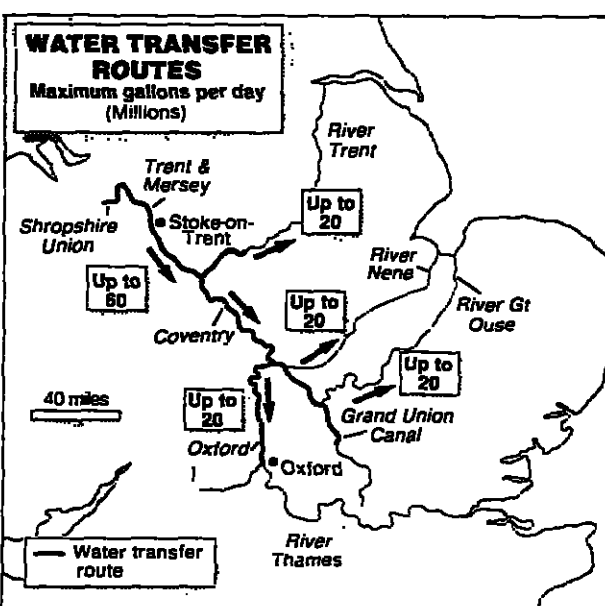 WATER TRANSFER
ROUTES
Maximum gallons per day
(Millions)
River
Trent
Trent &
Mersey
Shropshire
Union
Stoke-on-
Trent
Up to
20
Up to
60
River
Nene
River Gt
Ouse
Up to
20
Coventry
Up to
20
40 miles
Up to
20
Grand Union
Canal
Oxford
Oxford
River
Thames
Water transfer
route